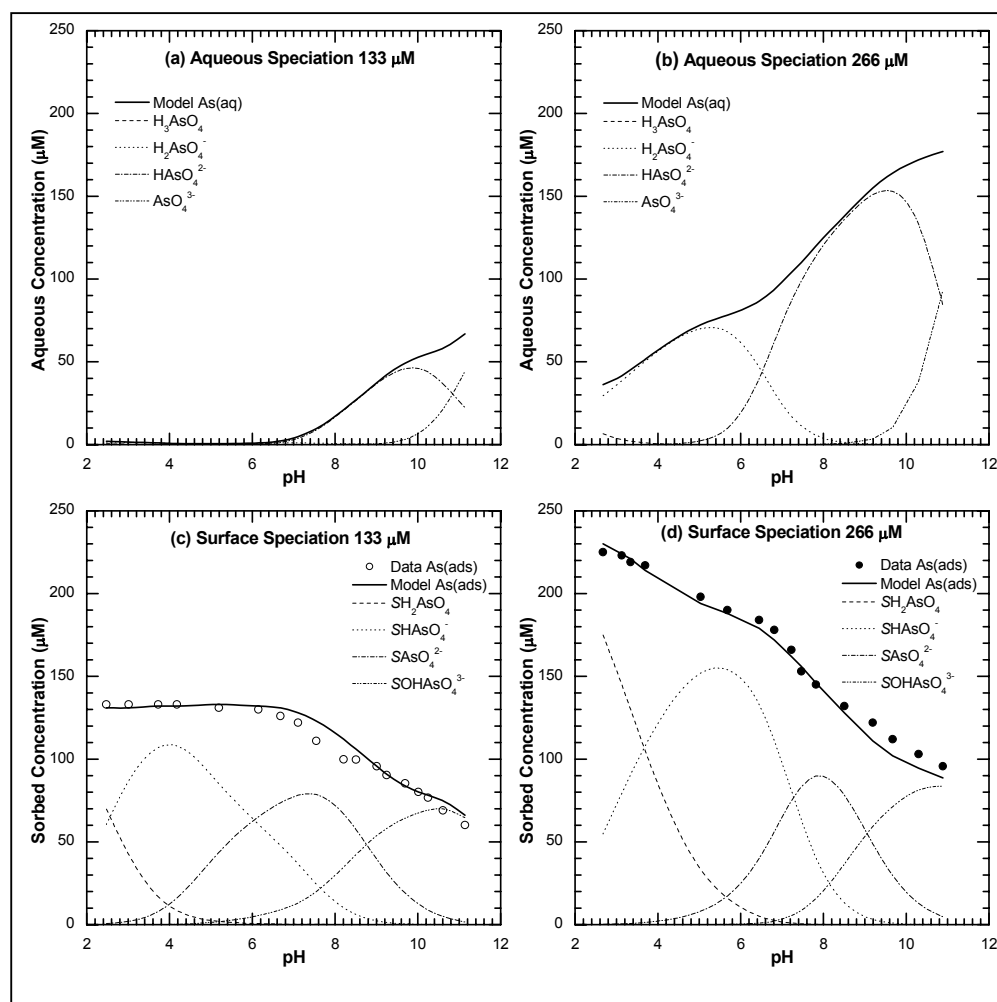 (a) Aqueous Speciation 133 μM
Model As(aq)
H₃AsO₄
H₂AsO₄⁻
HAsO₄²⁻
AsO₄³⁻
Aqueous Concentration (μM)
250
200
150
100
50
0
2 4 6 8 10 12
pH
(b) Aqueous Speciation 266 μM
Model As(aq)
H₃AsO₄
H₂AsO₄⁻
HAsO₄²⁻
AsO₄³⁻
Aqueous Concentration (μM)
250
200
150
100
50
0
2 4 6 8 10 12
pH
(c) Surface Speciation 133 μM
Data As(ads)
Model As(ads)
SH₂AsO₄
SHAsO₄⁻
SAsO₄²⁻
SOHAsO₄³⁻
Sorbed Concentration (μM)
250
200
150
100
50
0
2 4 6 8 10 12
pH
(d) Surface Speciation 266 μM
Data As(ads)
Model As(ads)
SH₂AsO₄
SHAsO₄⁻
SAsO₄²⁻
SOHAsO₄³⁻
Sorbed Concentration (μM)
250
200
150
100
50
0
2 4 6 8 10 12
pH